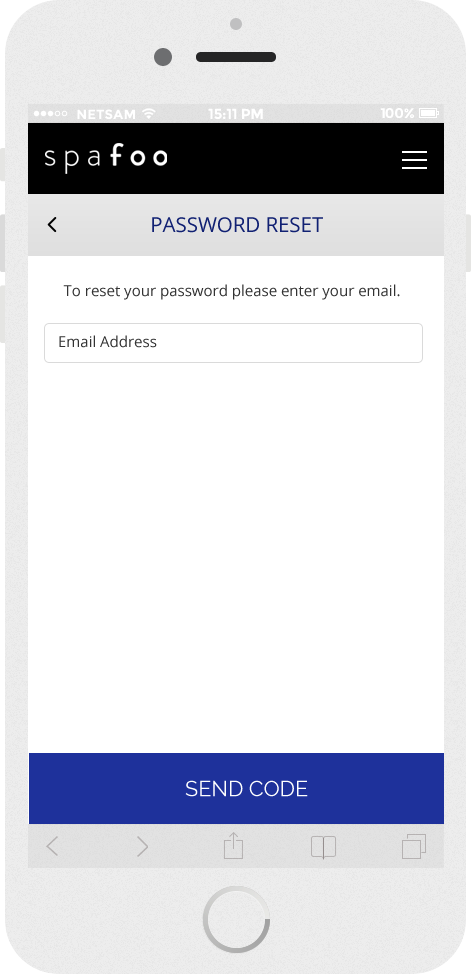 NETSAM 15:11 PM 100%
spafoo
PASSWORD RESET
To reset your password please enter your email.
Email Address
SEND CODE